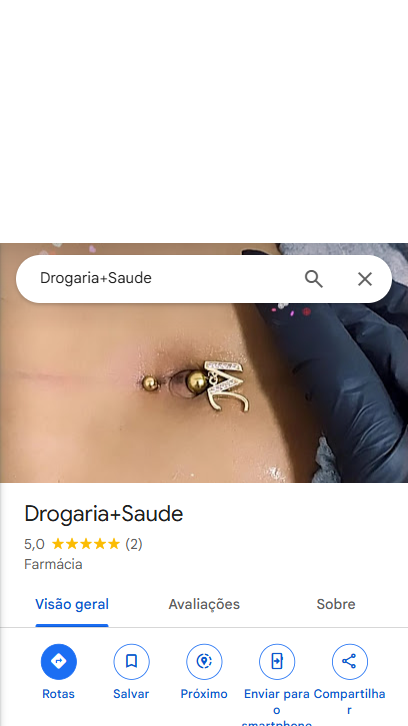 Drogaria+Saude
Drogaria+Saude
5,0 (2)
Farmácia
Visão geral Avaliações Sobre
Rotas Salvar Próximo Enviar para o smartphone Compartilhar